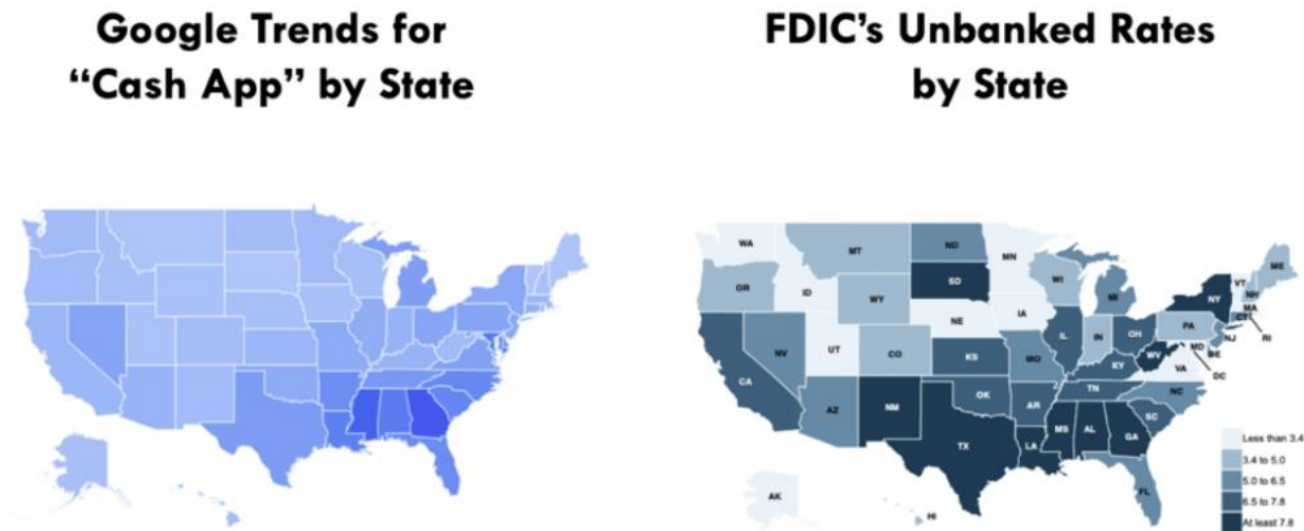 Google Trends for
“Cash App” by State
FDIC’s Unbanked Rates
by State
WA
MT
ND
MN
ME
OR
ID
SD
WI
VT
NH
NY
MA
WY
MI
CT
RI
IA
NE
PA
NJ
NV
UT
IL
IN
OH
MD
DE
CO
WV
CA
KS
MO
KY
VA
DC
TN
NC
AZ
NM
OK
AR
SC
MS
AL
GA
TX
LA
FL
AK
HI
Less than 3.4
3.4 to 5.0
5.0 to 6.5
6.5 to 7.8
At least 7.8